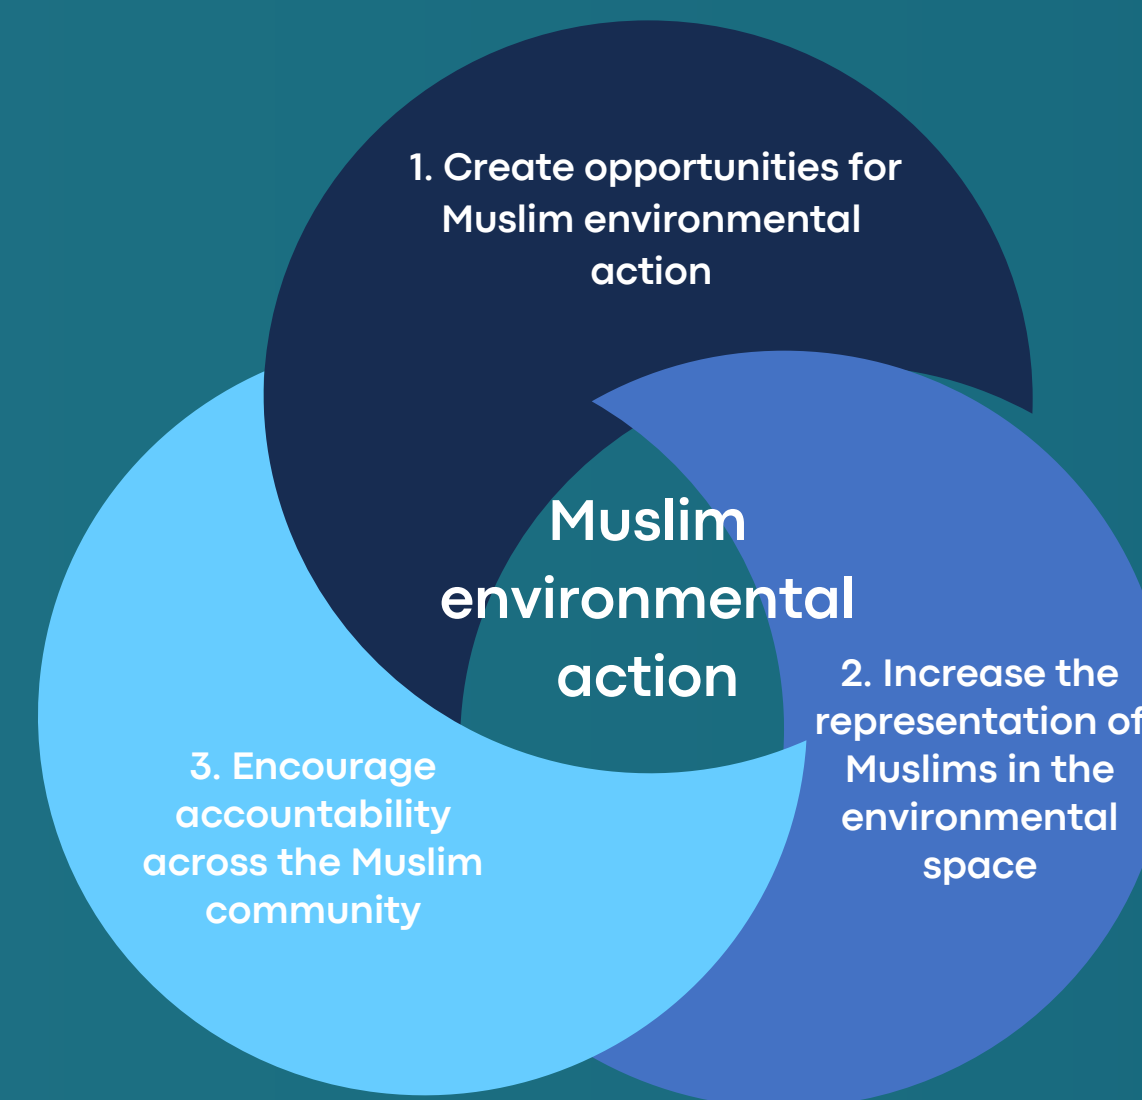 1. Create opportunities for
Muslim environmental
action
Muslim
environmental
action
2. Increase the
representation of
Muslims in the
environmental
space
3. Encourage
accountability
across the Muslim
community